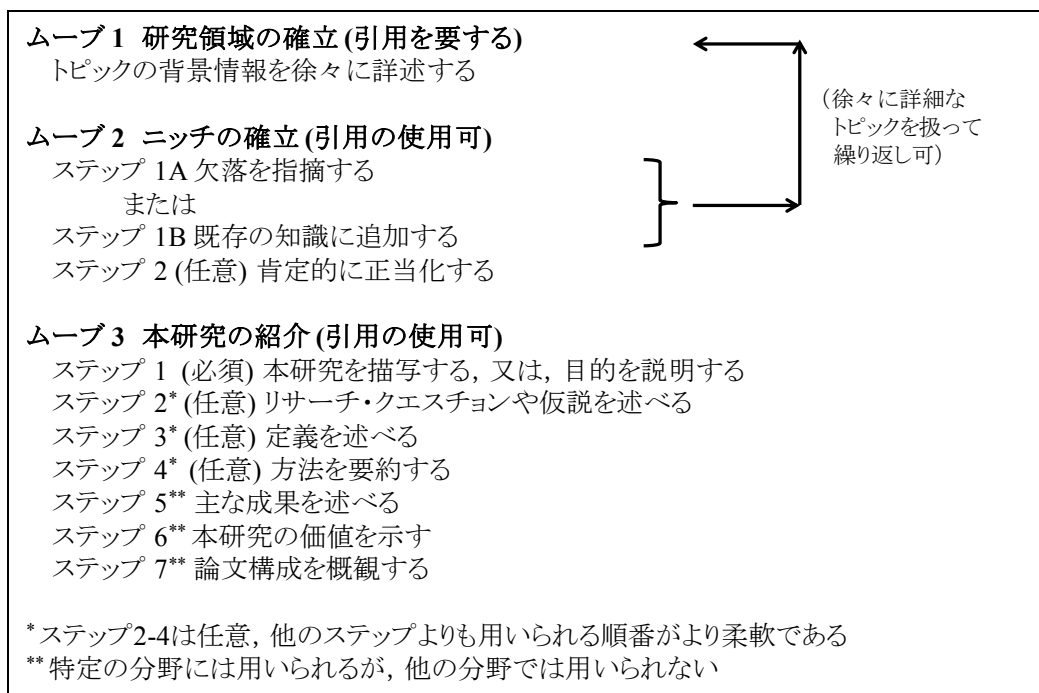 ムーブ 1 研究領域の確立 (引用を要する)
トピックの背景情報を徐々に詳述する
(徐々に詳細な
トピックを扱って
繰り返し可)
ムーブ 2 ニッチの確立 (引用の使用可)
ステップ 1A 欠落を指摘する
または
ステップ 1B 既存の知識に追加する
ステップ 2 (任意) 肯定的に正当化する
ムーブ 3 本研究の紹介 (引用の使用可)
ステップ 1 (必須) 本研究を描写する, 又は, 目的を説明する
ステップ 2* (任意) リサーチ・クエスチョンや仮説を述べる
ステップ 3* (任意) 定義を述べる
ステップ 4* (任意) 方法を要約する
ステップ 5** 主な成果を述べる
ステップ 6** 本研究の価値を示す
ステップ 7** 論文構成を概観する
* ステップ2-4は任意, 他のステップよりも用いられる順番がより柔軟である
** 特定の分野には用いられるが, 他の分野では用いられない